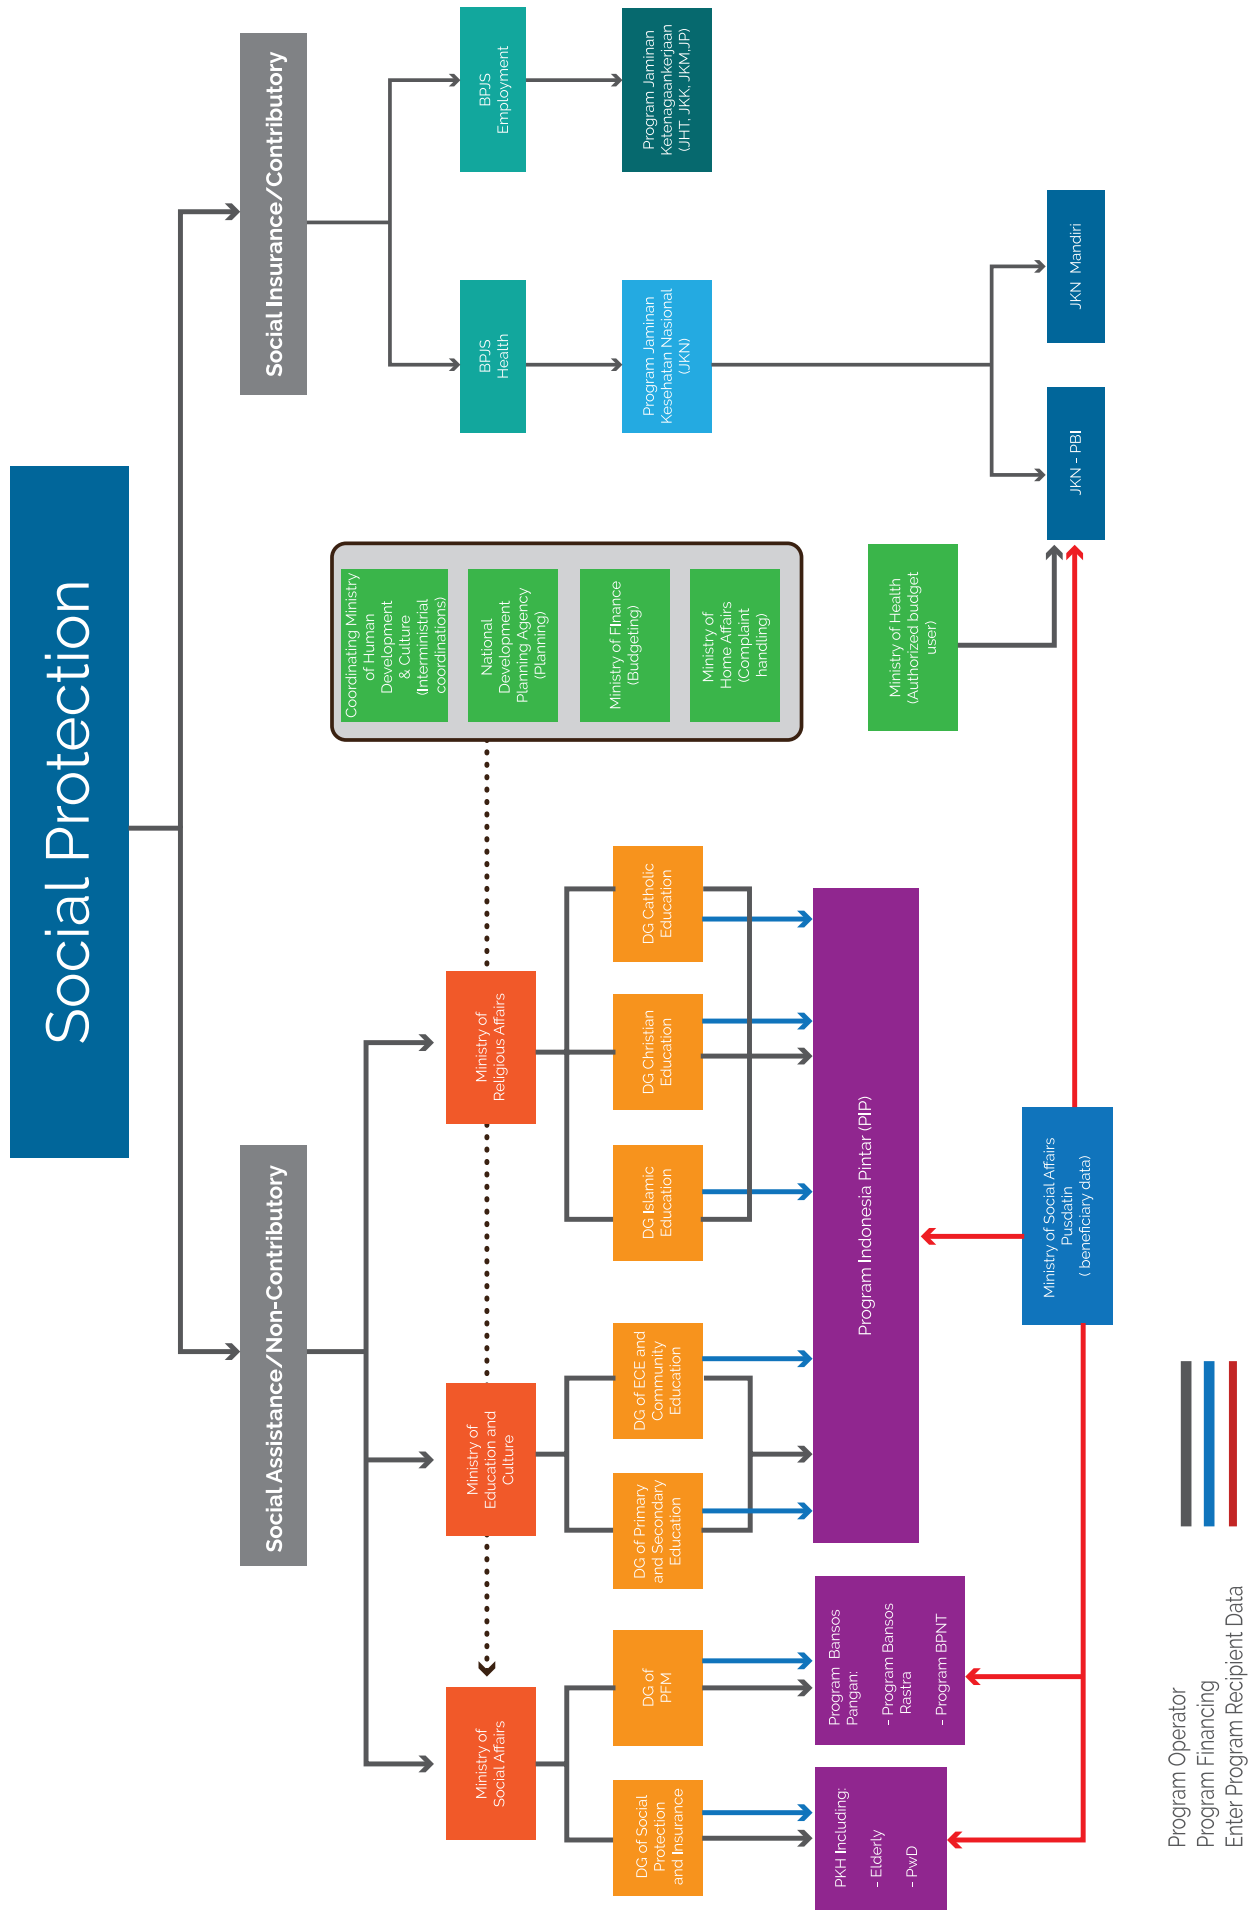 Social Protection
Social Assistance/Non-Contributory
Social Insurance/Contributory
Ministry of
Social Affairs
Ministry of
Education and
Culture
Ministry of
Religious Affairs
Coordinating Ministry
of Human
Development
& Culture
(Interministrial
coordinations)
National
Development
Planning Agency
(Planning)
Ministry of FInance
(Budgeting)
Ministry of
Home Affairs
(Complaint
handling)
BPJS
Health
BPJS
Employment
DG of Social
Protection
and Insurance
DG of
PFM
DG of Primary
and Secondary
Education
DG of ECE and
Community
Education
DG Islamic
Education
DG Christian
Education
DG Catholic
Education
Program Jaminan
Kesehatan Nasional
(JKN)
Program Jaminan
Ketenagaankerjaan
(JHT, JKK, JKM,JP)
PKH Including:
- Elderly
- PwD
Program Bansos
Pangan:
- Program Bansos
Rastra
- Program BPNT
Program Indonesia Pintar (PIP)
Ministry of Health
(Authorized budget
user)
Ministry of Social Affairs
Pusdatin
( beneficiary data)
JKN - PBI
JKN Mandiri
Program Operator
Program Financing
Enter Program Recipient Data